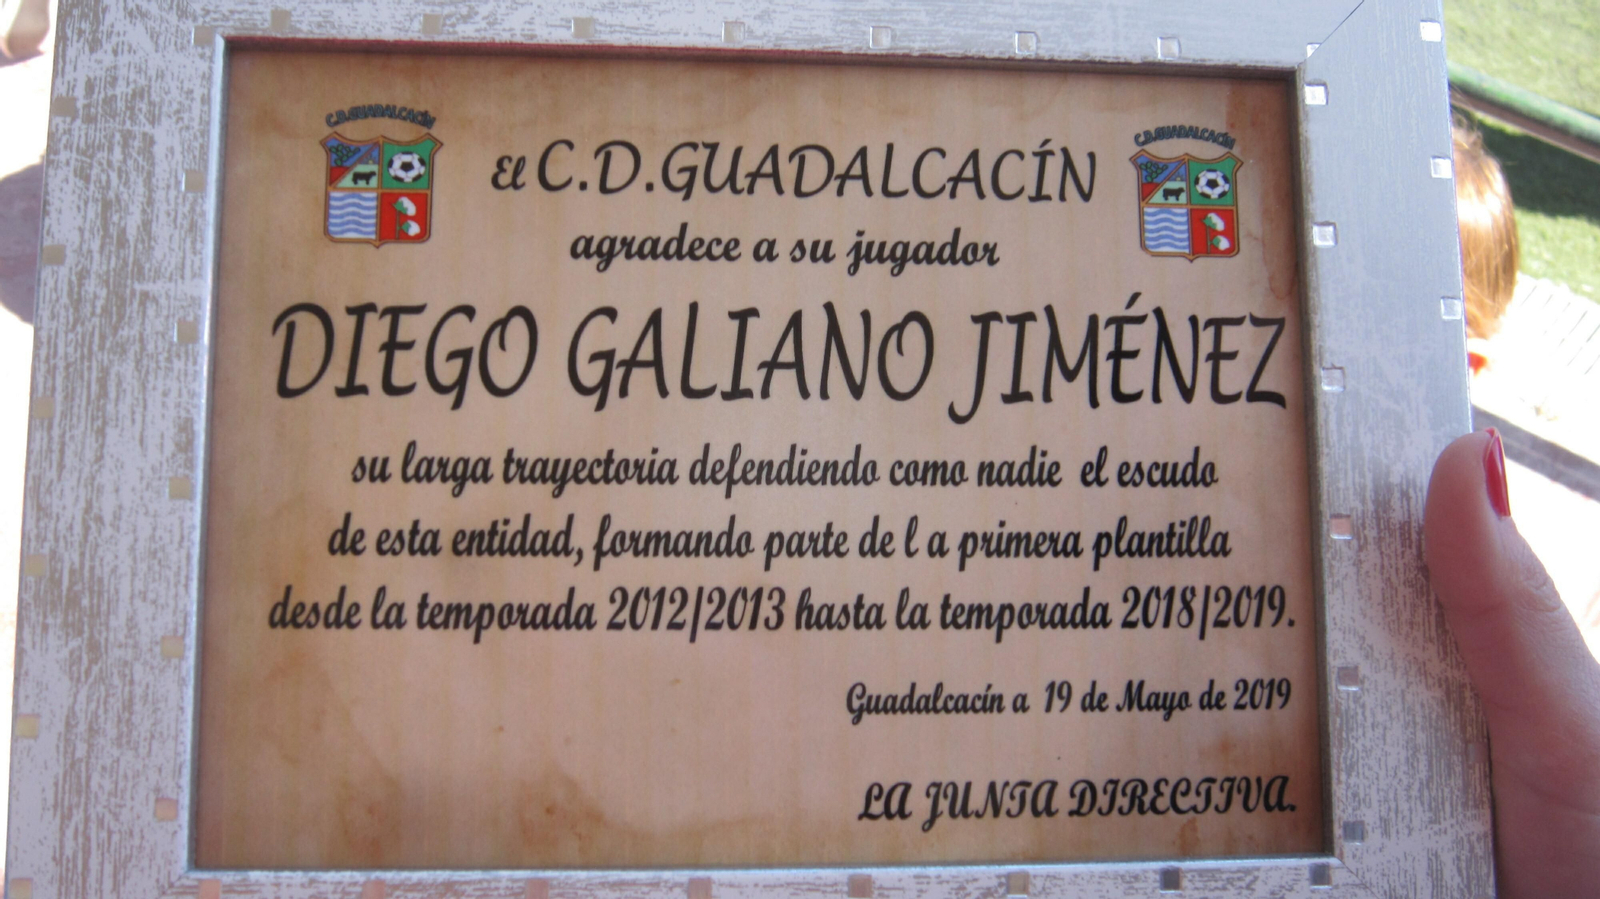 C.D.GUADALCACÍN
C.D.GUADALCACÍN
El C.D.GUADALCACÍN
agradece a su jugador
DIEGO GALIANO JIMÉNEZ
su larga trayectoria defendiendo como nadie el escudo
de esta entidad, formando parte de l a primera plantilla
desde la temporada 2012/2013 hasta la temporada 2018/2019.
Guadalcacín a 19 de Mayo de 2019
LA JUNTA DIRECTIVA.